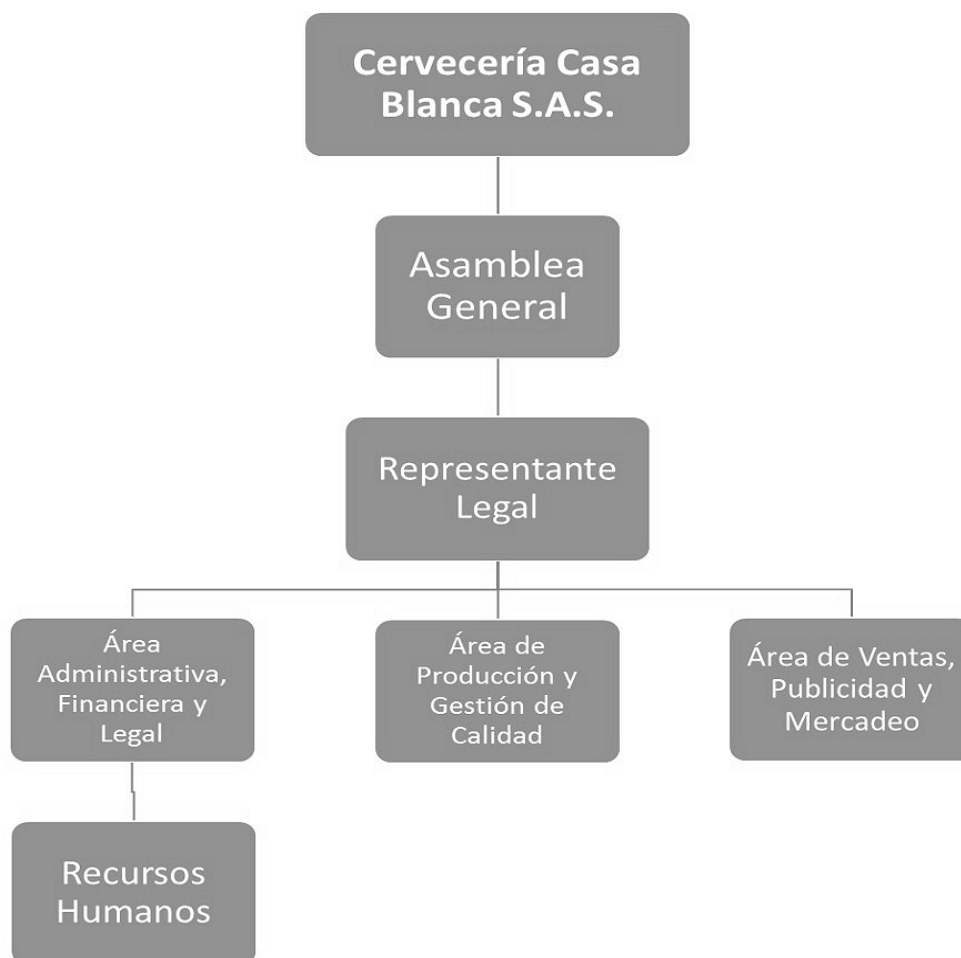 Cervecería Casa
Blanca S.A.S.
Asamblea
General
Representante
Legal
Área
Administrativa,
Financiera y
Legal
Área de
Producción y
Gestión de
Calidad
Área de Ventas,
Publicidad y
Mercadeo
Recursos
Humanos